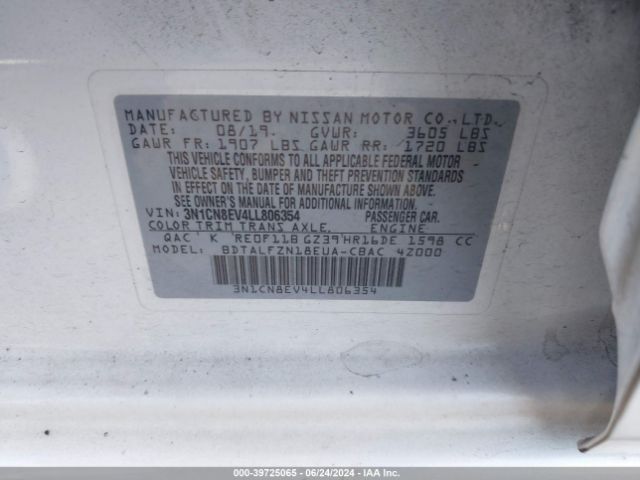 MANUFACTURED BY NISSAN MOTOR CO., LTD.
DATE: 08/19. GVWR: 3605 LBS
GAWR FR: 1907 LBS GAWR RR: 1720 LBS
THIS VEHICLE CONFORMS TO ALL APPLICABLE FEDERAL MOTOR
VEHICLE SAFETY, BUMPER, AND THEFT PREVENTION STANDARDS
IN EFFECT ON THE DATE OF MANUFACTURE SHOWN ABOVE.
SEE OWNER'S MANUAL FOR ADDITIONAL INFORMATION.
VIN: 3N1CN8EV4LL806354 PASSENGER CAR.
COLOR TRIM TRANS AXLE. ENGINE
QAC K RE0F11B GZ39 HR16DE 1598 CC
MODEL: BDTALFZN18EUA-CBAC 4Z000
3N1CN8EV4LL806354
000-39725065 - 06/24/2024 - IAA Inc.